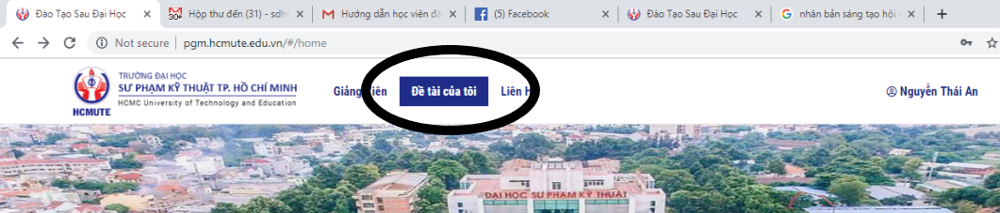 Đào Tạo Sau Đại Học
Hộp thư đến (31) - sdh
Hướng dẫn học viên đă
(5) Facebook
Đào Tạo Sau Đại Học
nhân bản sáng tạo hội
30+
Not secure | pgm.hcmute.edu.vn/#/home
TRƯỜNG ĐẠI HỌC
SƯ PHẠM KỸ THUẬT TP. HỒ CHÍ MINH
HCMC University of Technology and Education
HCMUTE
Giảng viên
Đề tài của tôi
Liên H
Nguyễn Thái An
ĐẠI HỌC SƯ PHẠM KỸ THUẬT